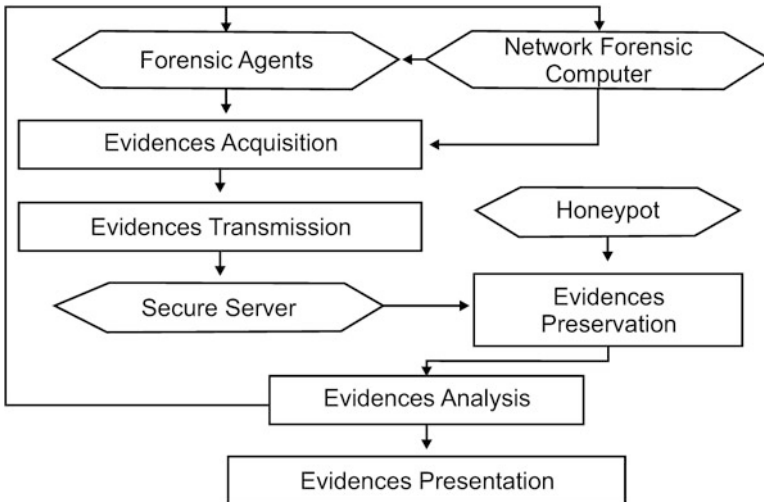 Forensic Agents
Network Forensic
Computer
Evidences Acquisition
Evidences Transmission
Honeypot
Secure Server
Evidences
Preservation
Evidences Analysis
Evidences Presentation